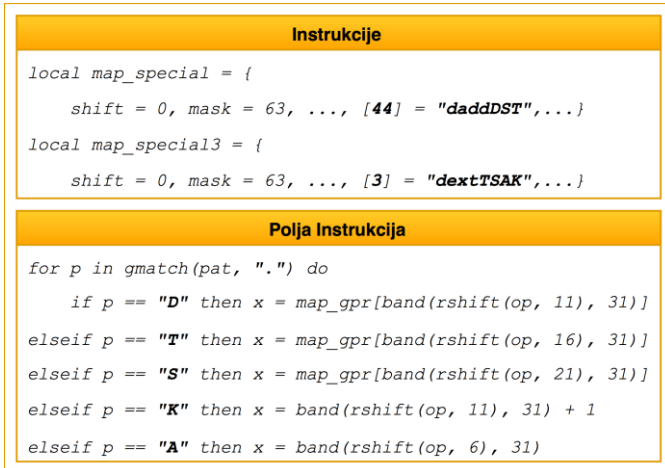 Instrukcije
local map_special = {
shift = 0, mask = 63, ..., [44] = "daddDST",...}
local map_special3 = {
shift = 0, mask = 63, ..., [3] = "dextTSAK",...}
Polja Instrukcija
for p in gmatch(pat, ".") do
if p == "D" then x = map_gpr[band(rshift(op, 11), 31)]
elseif p == "T" then x = map_gpr[band(rshift(op, 16), 31)]
elseif p == "S" then x = map_gpr[band(rshift(op, 21), 31)]
elseif p == "K" then x = band(rshift(op, 11), 31) + 1
elseif p == "A" then x = band(rshift(op, 6), 31)